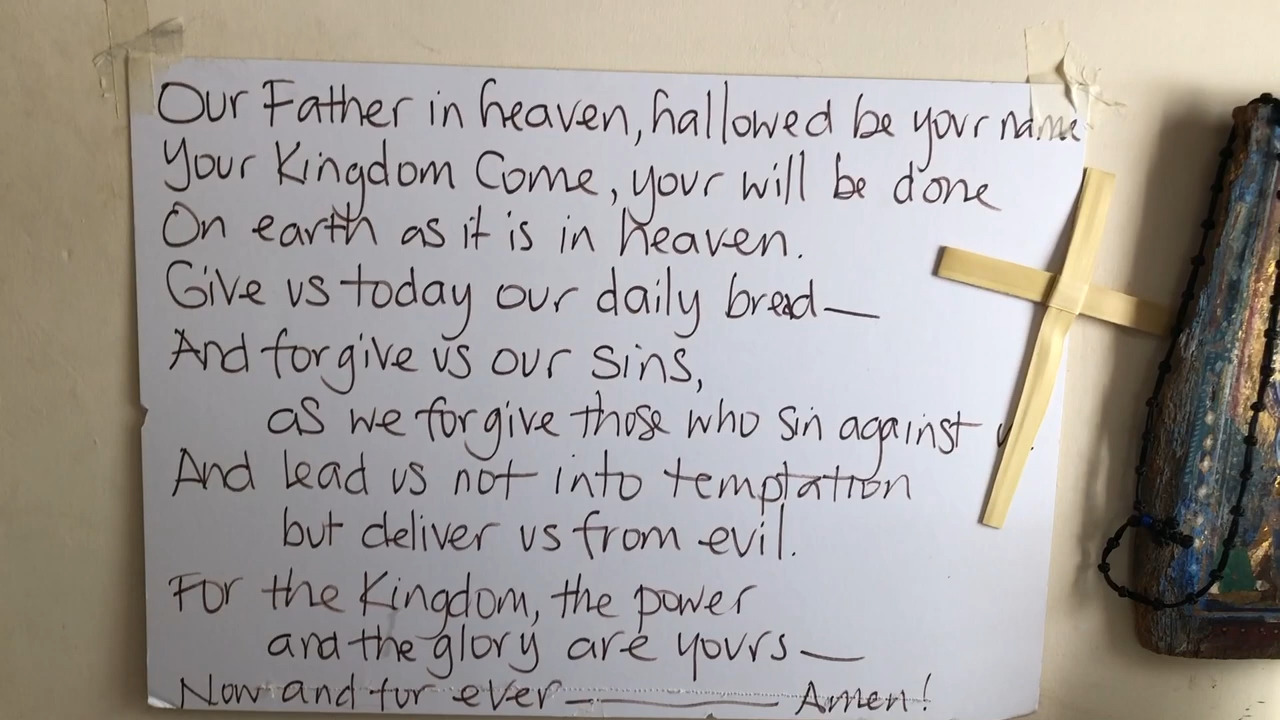 Our Father in heaven, hallowed be your name
Your Kingdom Come, your will be done
On earth as it is in heaven.
Give us today our daily bread—
And forgive us our sins,
as we forgive those who sin against
And lead us not into temptation
but deliver us from evil.
For the Kingdom, the power
and the glory are yours—
Now and for ever— Amen!